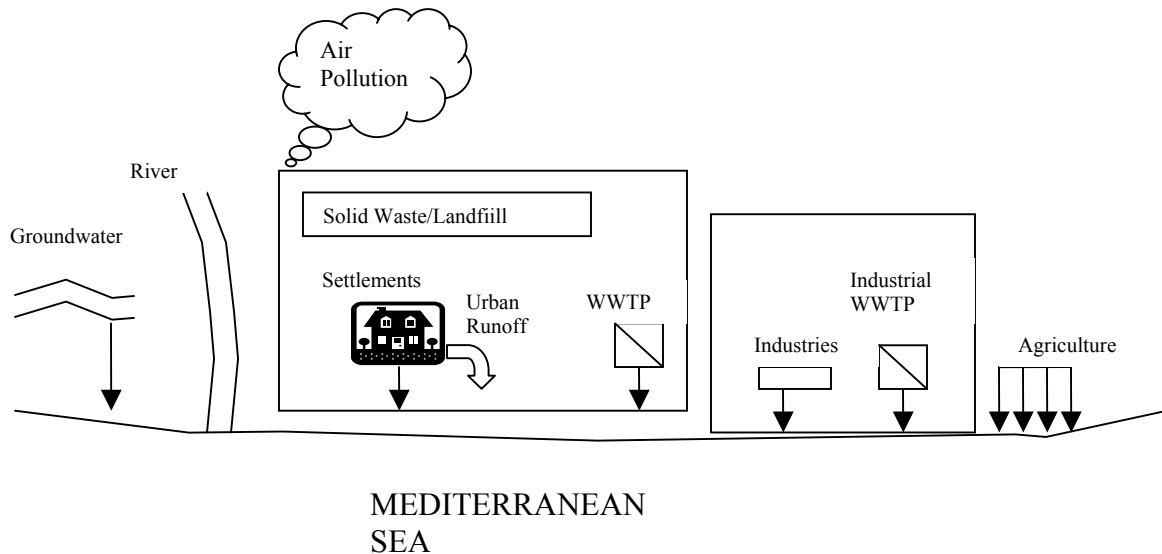 Air
Pollution
River
Solid Waste/Landfiill
Groundwater
Settlements
Urban
Runoff
WWTP
Industrial
WWTP
Industries
Agriculture
MEDITERRANEAN
SEA